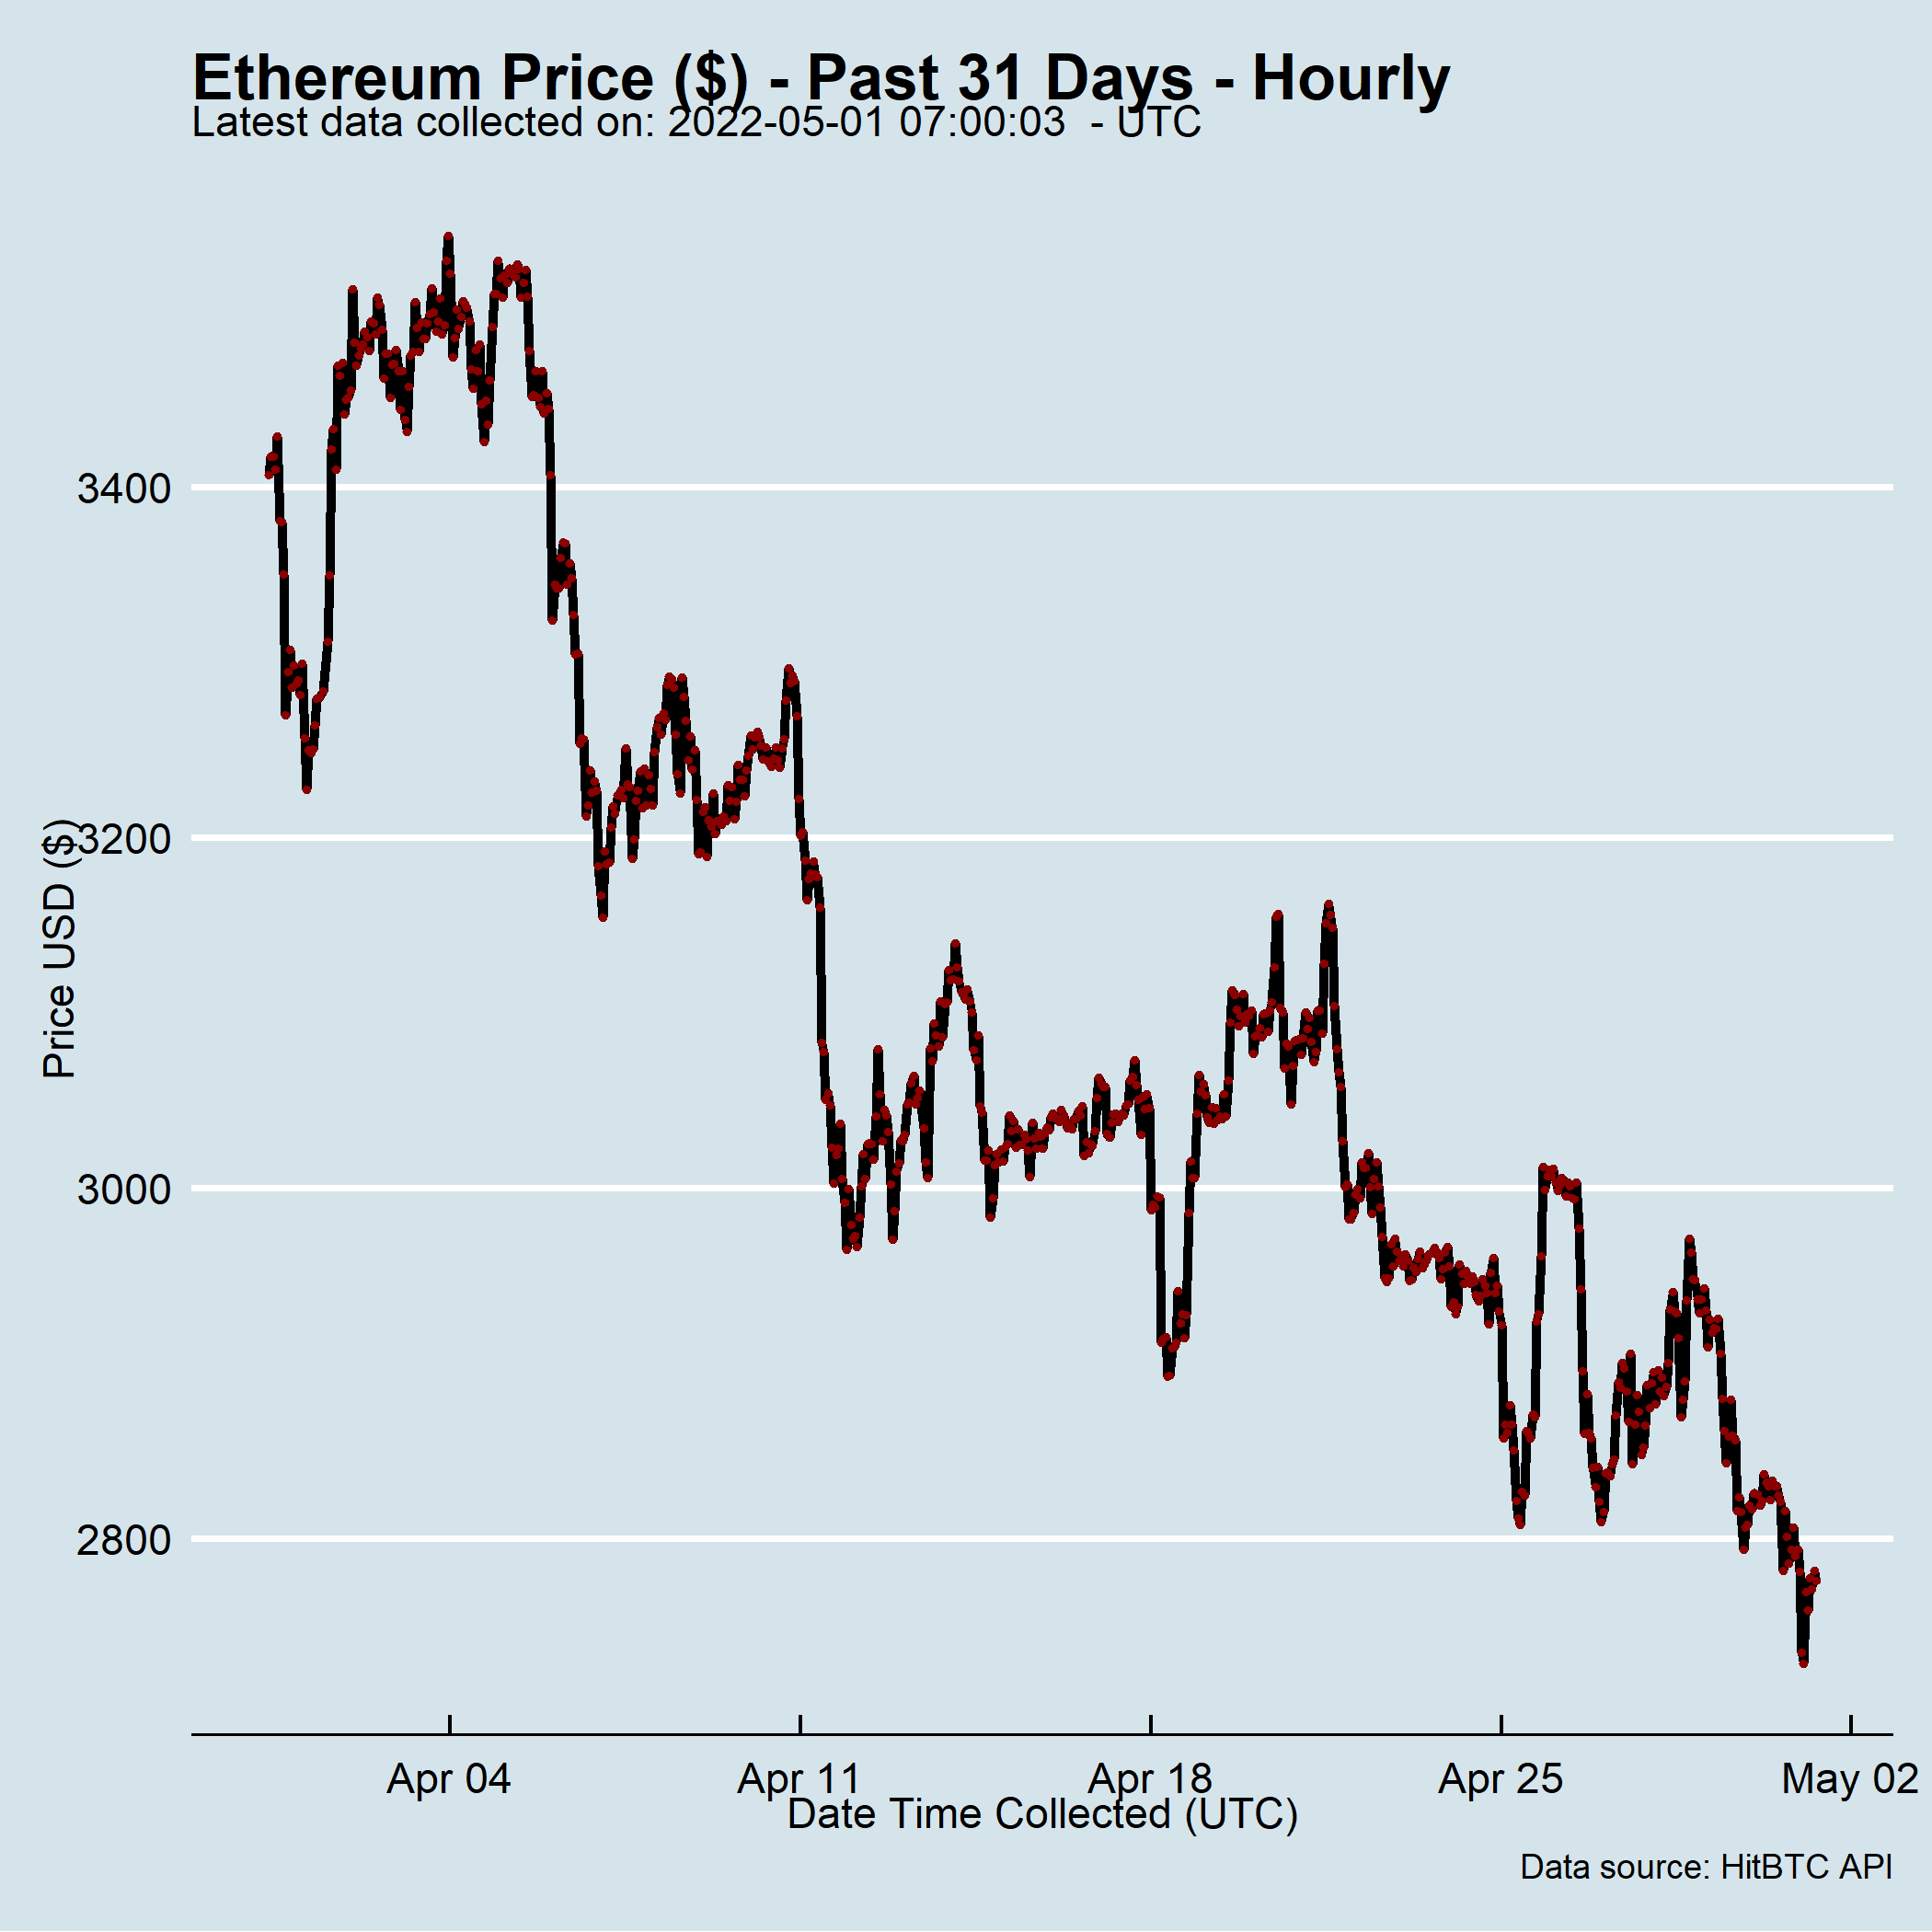 Ethereum Price ($) - Past 31 Days - Hourly
Latest data collected on: 2022-05-01 07:00:03  - UTC
3400
3200
3000
2800
Price USD ($)
Apr 04
Apr 11
Apr 18
Apr 25
May 02
Date Time Collected (UTC)
Data source: HitBTC API